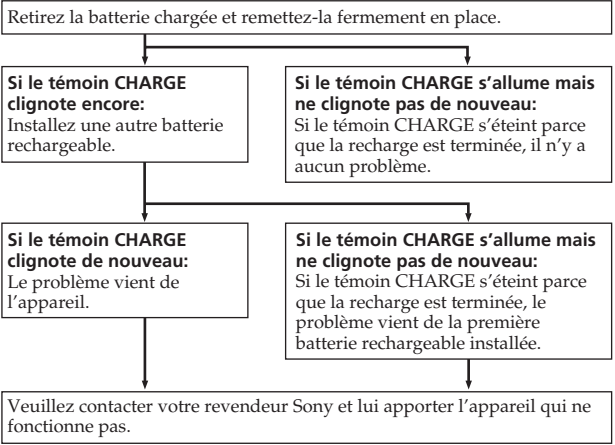 Retirez la batterie chargée et remettez-la fermement en place.
Si le témoin CHARGE
clignote encore:
Installez une autre batterie
rechargeable.
Si le témoin CHARGE s’allume mais
ne clignote pas de nouveau:
Si le témoin CHARGE s’éteint parce
que la recharge est terminée, il n’y a
aucun problème.
Si le témoin CHARGE
clignote de nouveau:
Le problème vient de
l’appareil.
Si le témoin CHARGE s’allume mais
ne clignote pas de nouveau:
Si le témoin CHARGE s’éteint parce
que la recharge est terminée, le
problème vient de la première
batterie rechargeable installée.
Veuillez contacter votre revendeur Sony et lui apporter l’appareil qui ne
fonctionne pas.